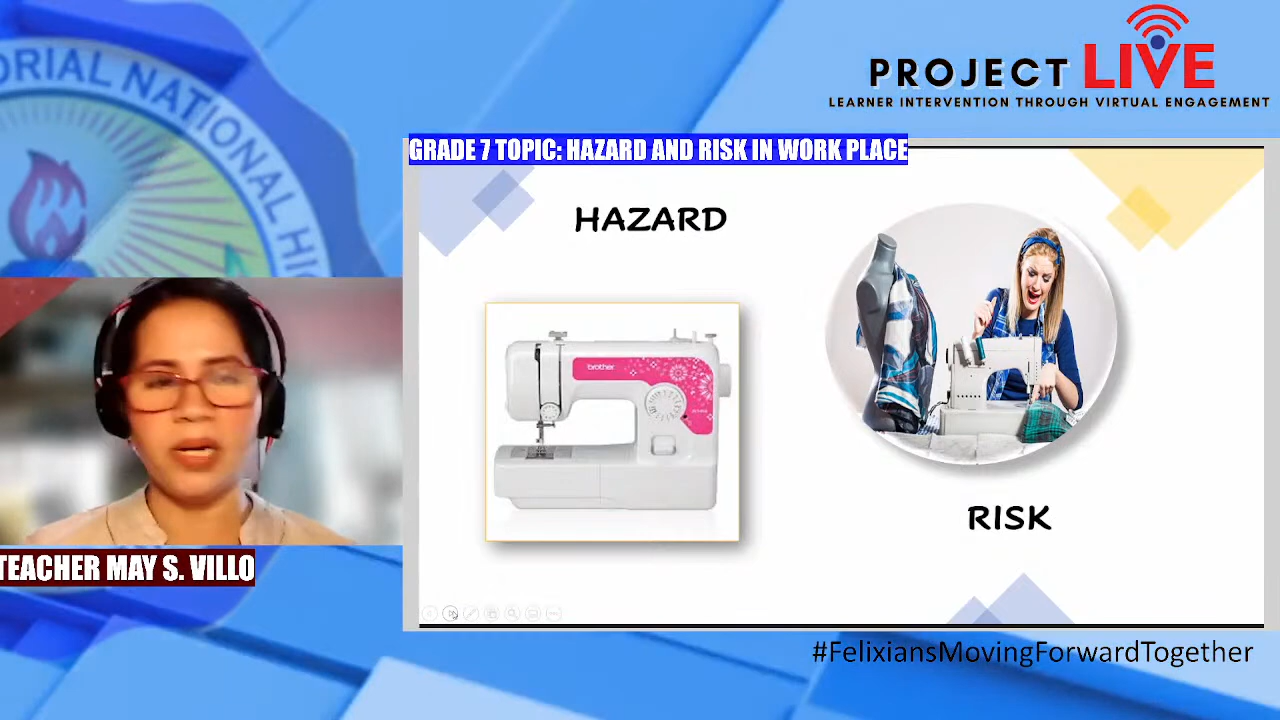 ORIAL NATIONAL HI
PROJECT LIVE
LEARNER INTERVENTION THROUGH VIRTUAL ENGAGEMENT
GRADE 7 TOPIC: HAZARD AND RISK IN WORK PLACE
HAZARD
brother
RISK
TEACHER MAY S. VILLO
#FelixiansMovingForwardTogether